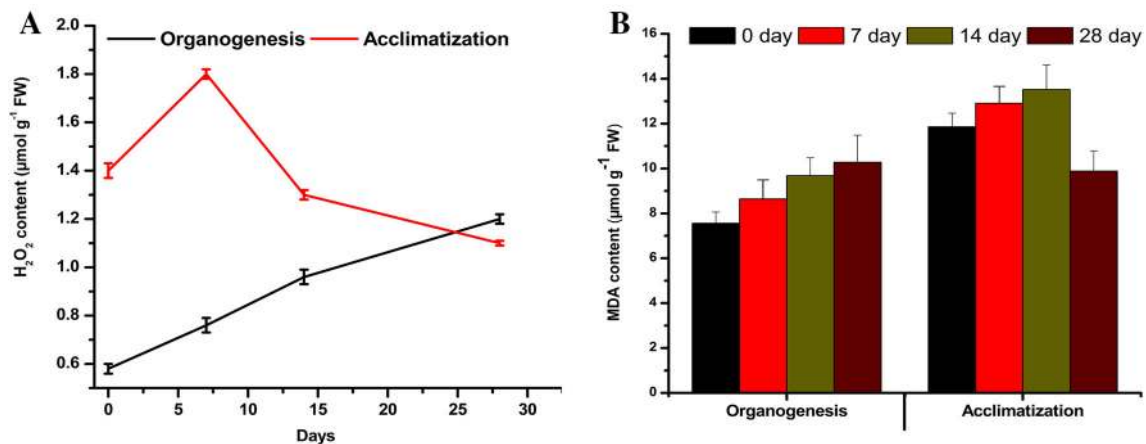 A
Organogenesis Acclimatization
2.0
1.8
1.6
1.4
1.2
1.0
0.8
0.6
H₂O₂ content (µmol g⁻¹ FW)
0 5 10 15 20 25 30
Days
B
0 day 7 day 14 day 28 day
16
14
12
10
8
6
4
2
0
MDA content (µmol g⁻¹ FW)
Organogenesis Acclimatization